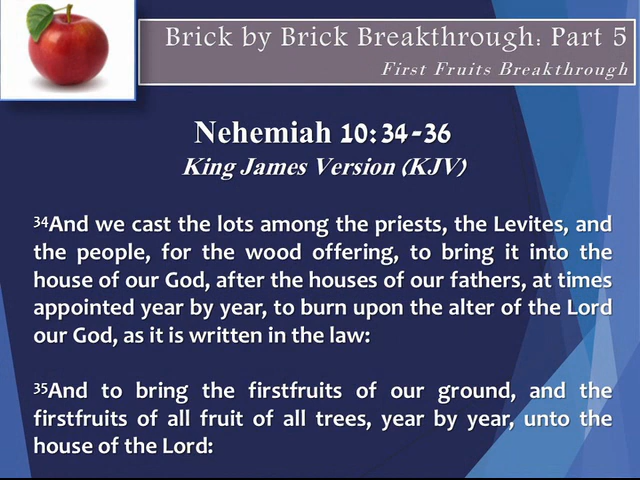 Brick by Brick Breakthrough: Part 5
First Fruits Breakthrough
Nehemiah 10:34-36
King James Version (KJV)
34And we cast the lots among the priests, the Levites, and
the people, for the wood offering, to bring it into the
house of our God, after the houses of our fathers, at times
appointed year by year, to burn upon the alter of the Lord
our God, as it is written in the law:
35And to bring the firstfruits of our ground, and the
firstfruits of all fruit of all trees, year by year, unto the
house of the Lord: